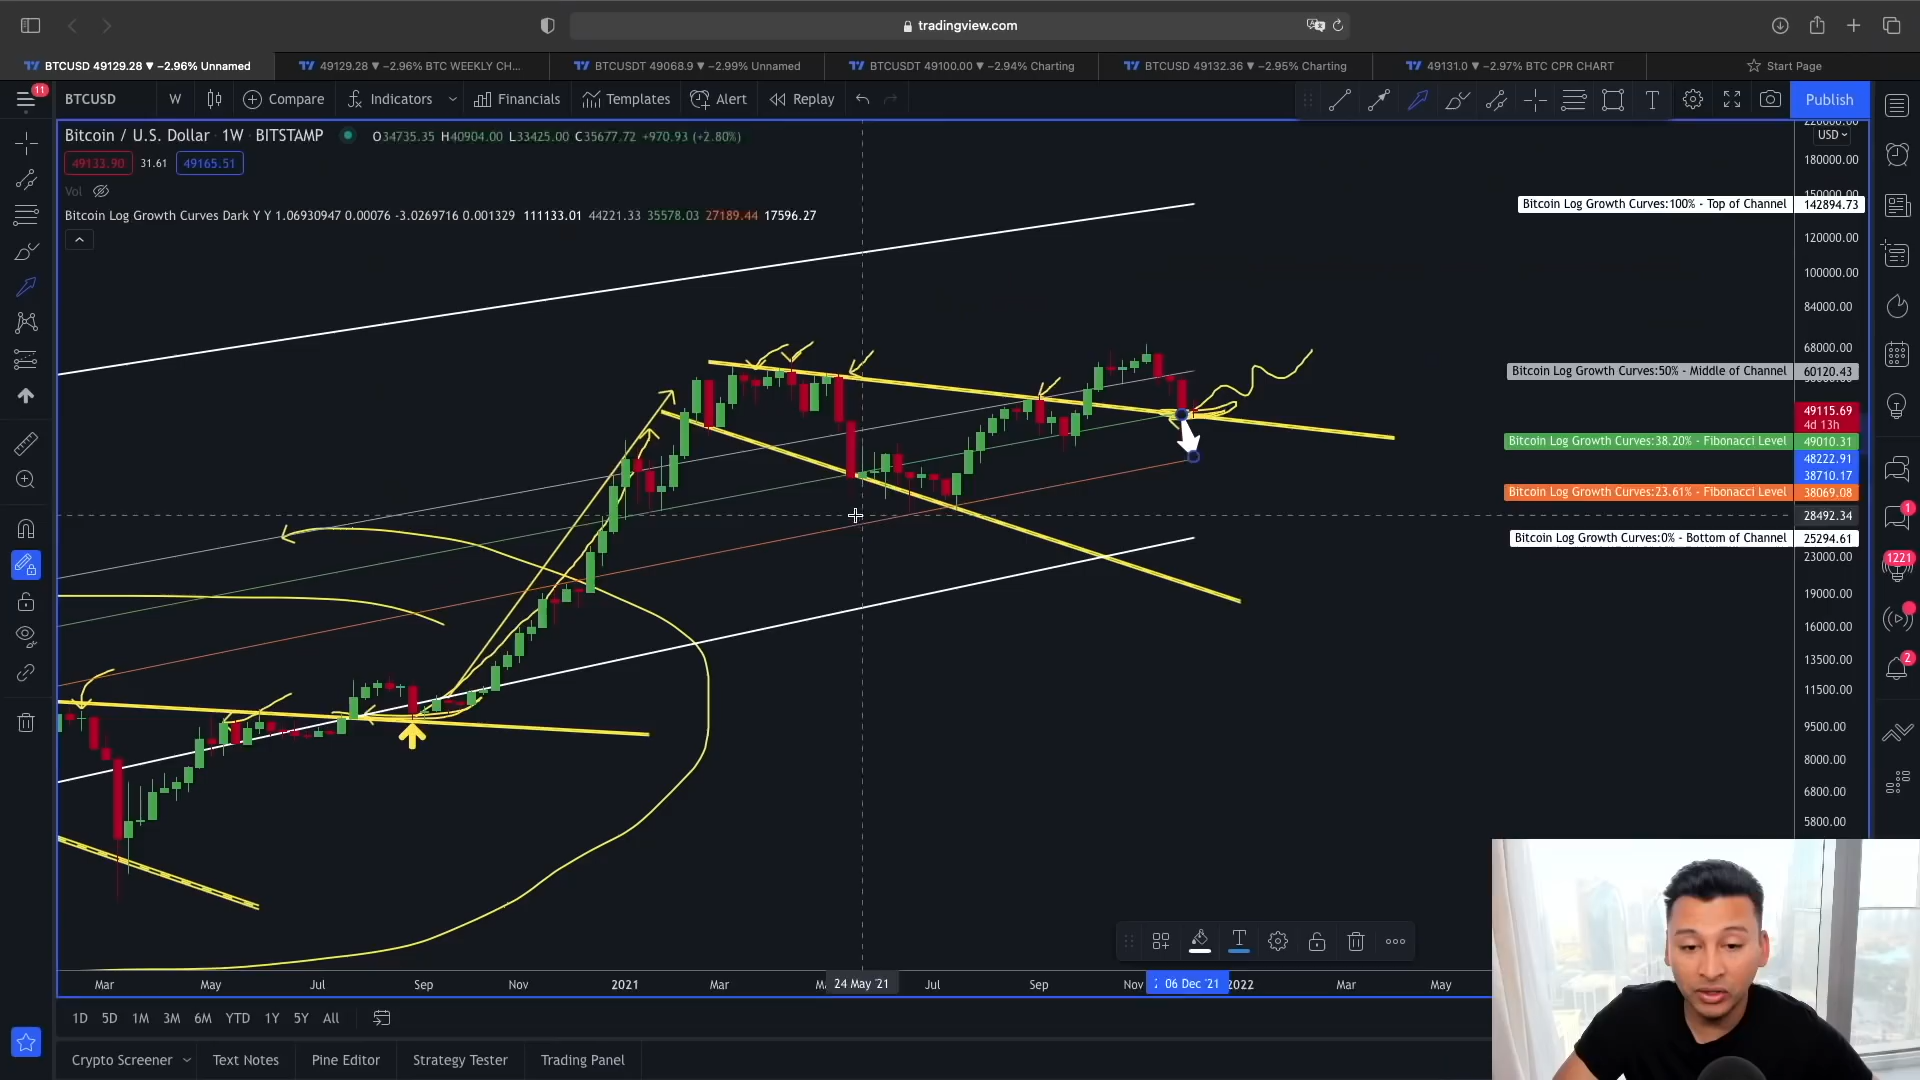 tradingview.com
BTCUSD 49129.28 ▼ −2.96% Unnamed
49129.28 ▼ −2.96% BTC WEEKLY CH...
BTCUSDT 49068.9 ▼ −2.99% Unnamed
BTCUSDT 49100.00 ▼ −2.94% Charting
BTCUSD 49132.36 ▼ −2.95% Charting
49131.0 ▼ −2.97% BTC CPR CHART
Start Page
11
BTCUSD
W
Compare
Indicators
Financials
Templates
Alert
Replay
T
Publish
Bitcoin / U.S. Dollar 1W BITSTAMP
O34735.35 H40904.00 L33425.00 C35677.72 +970.93 (+2.80%)
USD
49133.90
31.61
49165.51
180000.00
Vol
150000.00
Bitcoin Log Growth Curves:100% - Top of Channel 142894.73
Bitcoin Log Growth Curves Dark Y Y 1.06930947 0.00076 -3.0269716 0.001329 111133.01 44221.33 35578.03 27189.44 17596.27
120000.00
100000.00
84000.00
68000.00
Bitcoin Log Growth Curves:50% - Middle of Channel 60120.43
49115.69
4d 13h
Bitcoin Log Growth Curves:38.20% - Fibonacci Level 49010.31
48222.91
38710.17
Bitcoin Log Growth Curves:23.61% - Fibonacci Level 38069.08
28492.34
1
Bitcoin Log Growth Curves:0% - Bottom of Channel 25294.61
23000.00
1221
19000.00
16000.00
13500.00
2
11500.00
9500.00
8000.00
6800.00
5800.00
T
Mar
May
Jul
Sep
Nov
2021
Mar
24 May '21
Jul
Sep
Nov
06 Dec '21
2022
Mar
May
1D
5D
1M
3M
6M
YTD
1Y
5Y
All
Crypto Screener
Text Notes
Pine Editor
Strategy Tester
Trading Panel